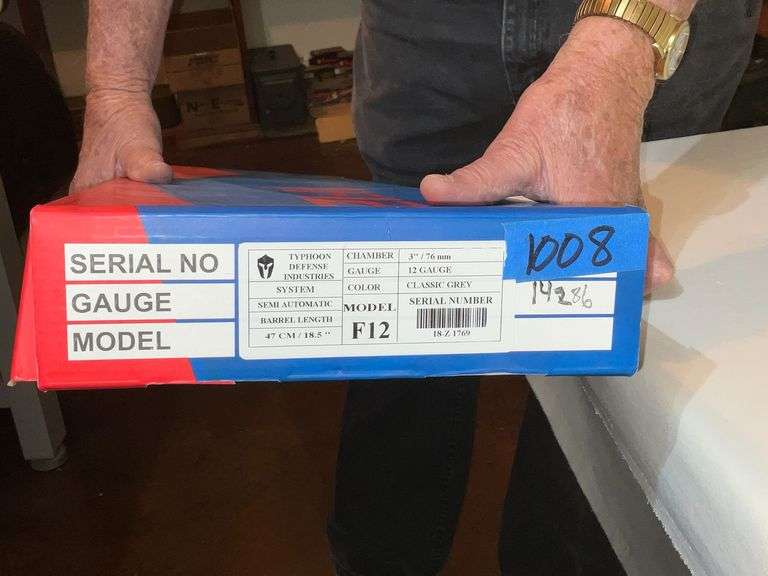 SERIAL NO
GAUGE
MODEL
TYPHOON
DEFENSE
INDUSTRIES
SYSTEM
SEMI AUTOMATIC
BARREL LENGTH
47 CM / 18.5 "
CHAMBER 3" / 76 mm
GAUGE 12 GAUGE
COLOR CLASSIC GREY
MODEL
F12
SERIAL NUMBER
18-Z 1769
1008
14286